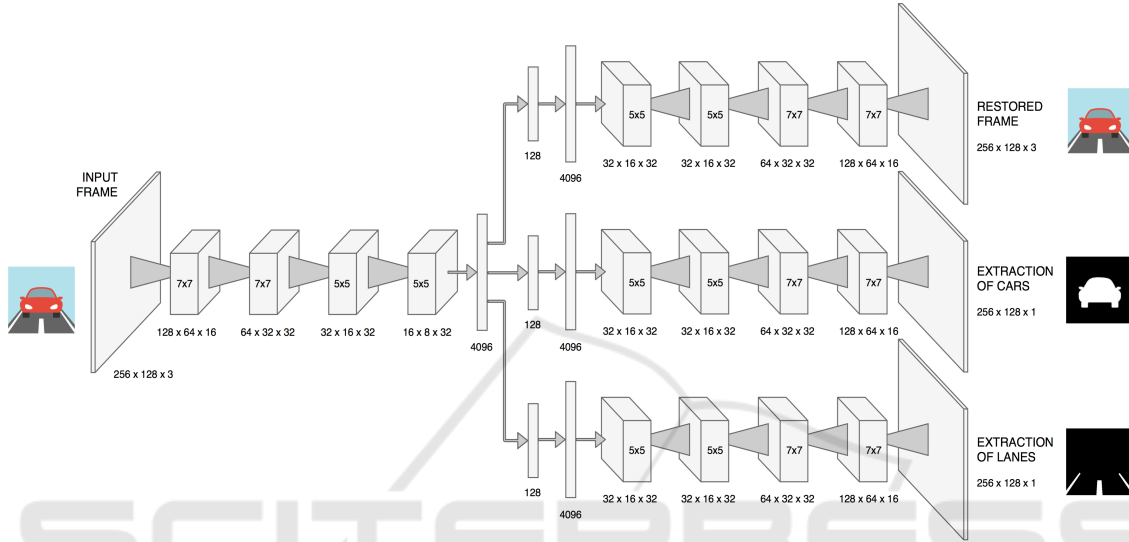 INPUT
FRAME
7x7
7x7
5x5
5x5
128 x 64 x 16
64 x 32 x 32
32 x 16 x 32
16 x 8 x 32
4096
256 x 128 x 3
128
4096
5x5
5x5
7x7
7x7
32 x 16 x 32
32 x 16 x 32
64 x 32 x 32
128 x 64 x 16
RESTORED
FRAME
256 x 128 x 3
128
4096
5x5
5x5
7x7
7x7
32 x 16 x 32
32 x 16 x 32
64 x 32 x 32
128 x 64 x 16
EXTRACTION
OF CARS
256 x 128 x 1
128
4096
5x5
5x5
7x7
7x7
32 x 16 x 32
32 x 16 x 32
64 x 32 x 32
128 x 64 x 16
EXTRACTION
OF LANES
256 x 128 x 1
SCITEPRESS